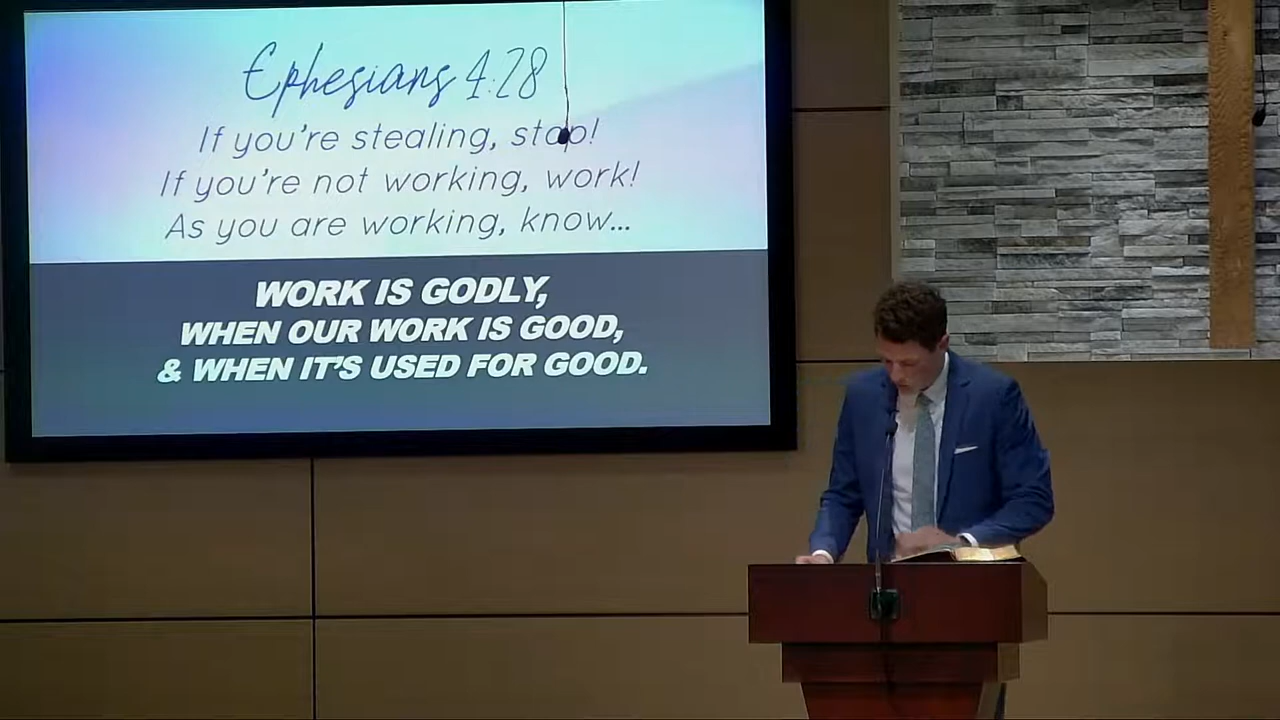 Ephesians 4:28
If you're stealing, stop!
If you're not working, work!
As you are working, know...
WORK IS GODLY,
WHEN OUR WORK IS GOOD,
& WHEN IT'S USED FOR GOOD.